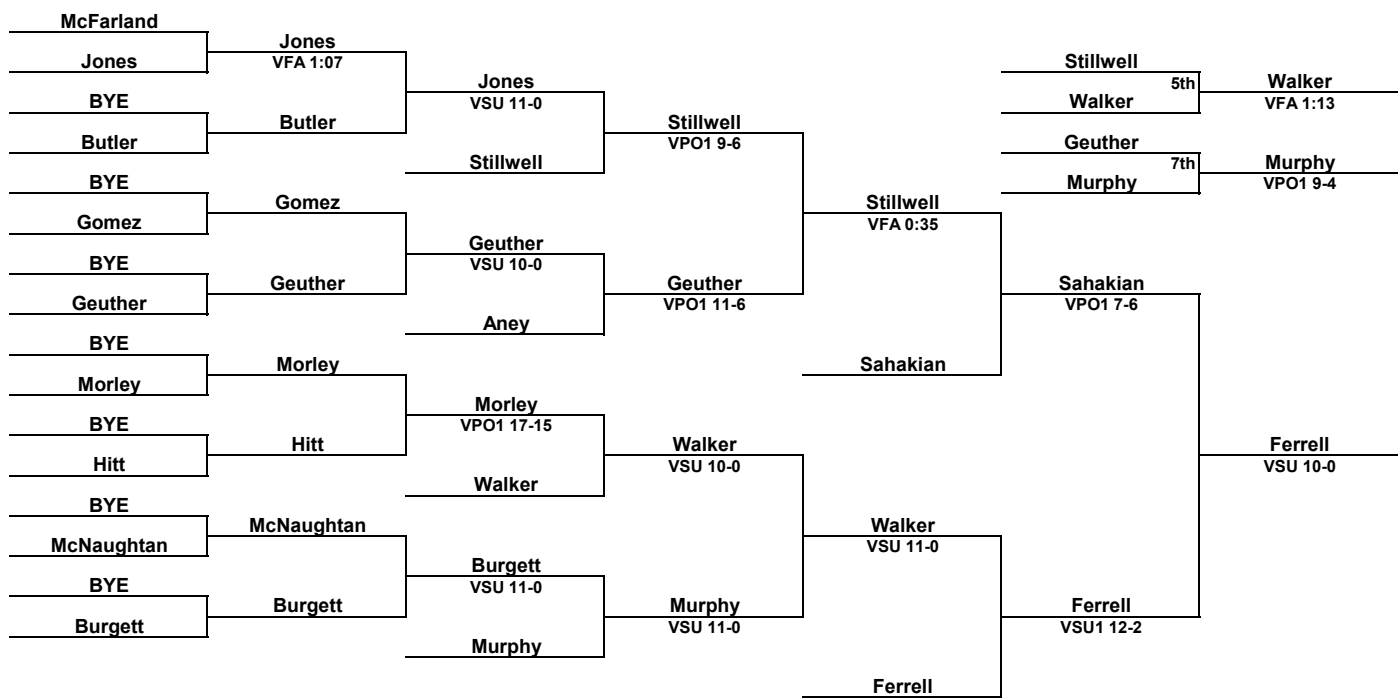 McFarland
Jones
BYE
Butler
BYE
Gomez
BYE
Geuther
BYE
Morley
BYE
Hitt
BYE
McNaughtan
BYE
Burgett
Jones
VFA 1:07
Butler
Gomez
Geuther
Morley
Hitt
McNaughtan
Burgett
Jones
VSU 11-0
Stillwell
Geuther
VSU 10-0
Aney
Morley
VPO1 17-15
Walker
Burgett
VSU 11-0
Murphy
Stillwell
VPO1 9-6
Geuther
VPO1 11-6
Walker
VSU 10-0
Murphy
VSU 11-0
Stillwell
VFA 0:35
Sahakian
Walker
VSU 11-0
Ferrell
Stillwell
5th
Walker
Geuther
7th
Murphy
Sahakian
VPO1 7-6
Ferrell
VSU1 12-2
Walker
VFA 1:13
Murphy
VPO1 9-4
Ferrell
VSU 10-0